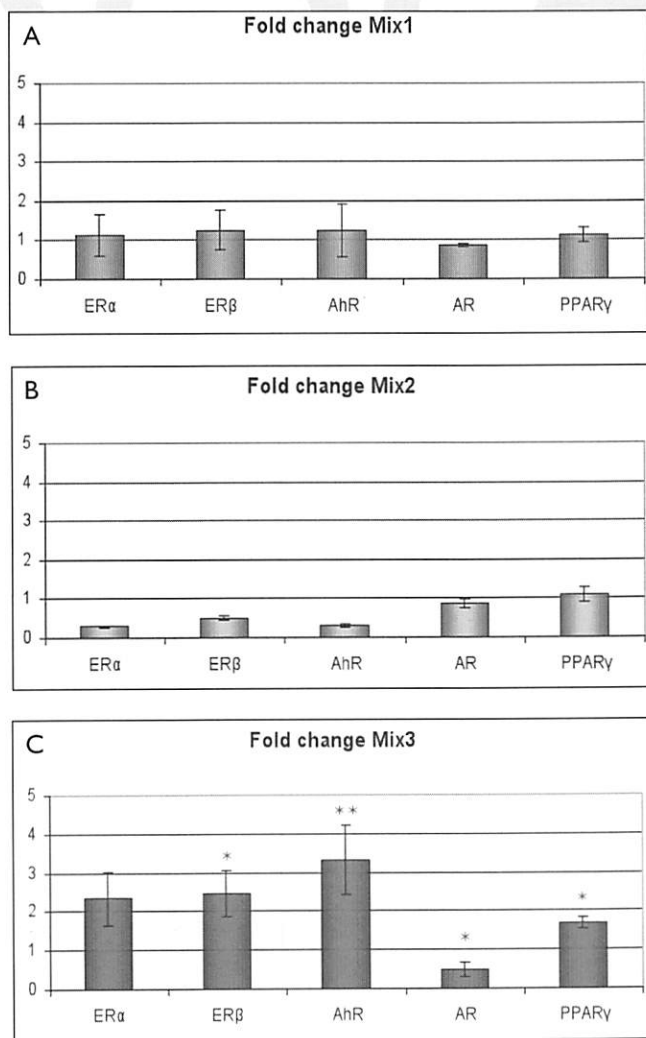 A
Fold change Mix1
5
4
3
2
1
0
ERα ERβ AhR AR PPARγ
B
Fold change Mix2
5
4
3
2
1
0
ERα ERβ AhR AR PPARγ
C
Fold change Mix3
5
4
3
2
1
0
* ** * *
ERα ERβ AhR AR PPARγ